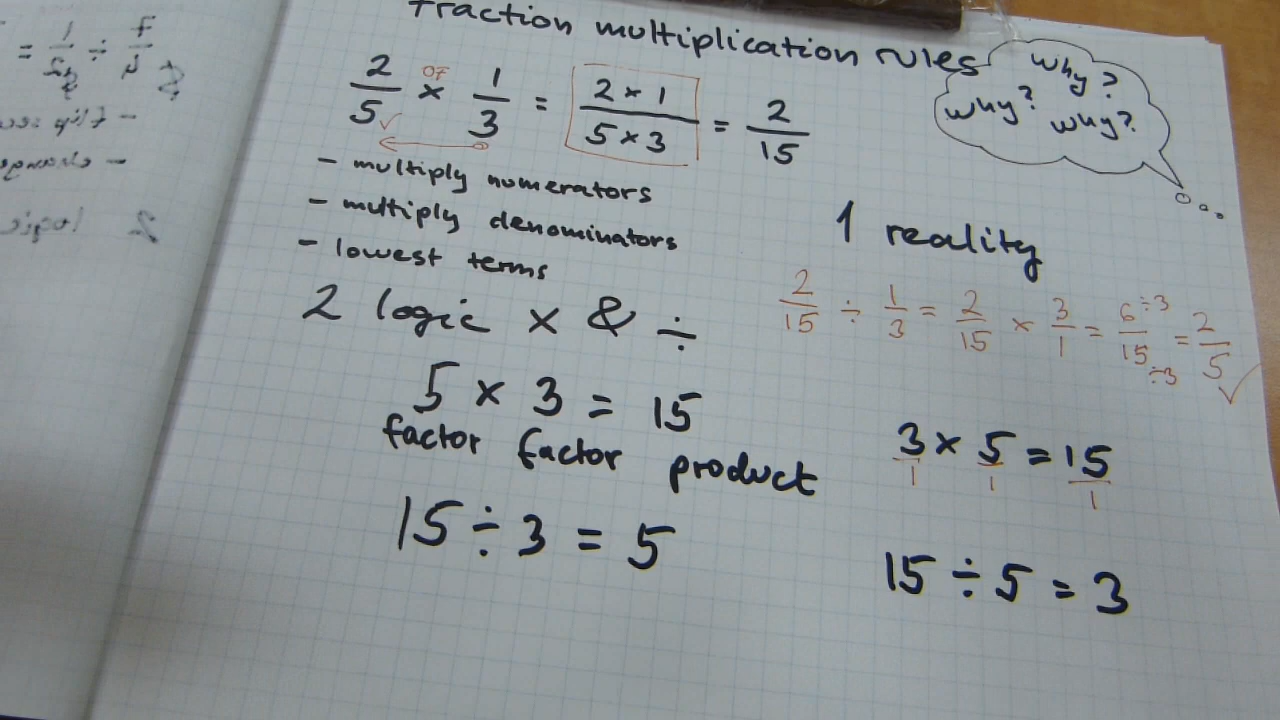 Fraction multiplication rules
why?
why? why?
2/5 × 1/3 = (2 × 1)/(5 × 3) = 2/15
OF
- multiply numerators
- multiply denominators
- lowest terms
1 reality
2/15 ÷ 1/3 = 2/15 × 3/1 = 6÷3/15÷3 = 2/5 ✓
2 logic × & ÷
5 × 3 = 15
factor factor product
15 ÷ 3 = 5
3/1 × 5/1 = 15/1
15 ÷ 5 = 3